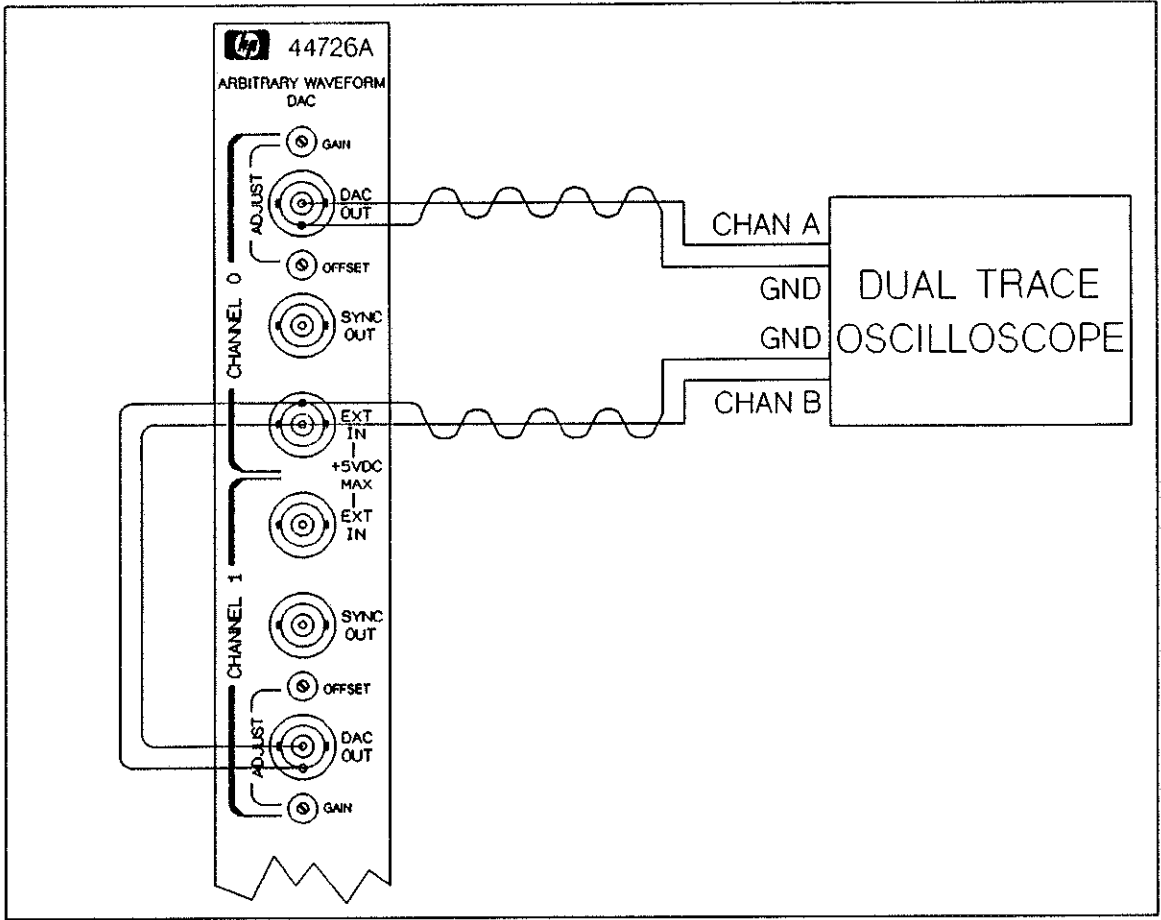 hp 44726A
ARBITRARY WAVEFORM
DAC
GAIN
ADJUST
DAC
OUT
OFFSET
CHANNEL 0
SYNC
OUT
EXT
IN
+5VDC
MAX
EXT
IN
CHANNEL 1
SYNC
OUT
OFFSET
ADJUST
DAC
OUT
GAIN
CHAN A
GND
GND
CHAN B
DUAL TRACE
OSCILLOSCOPE